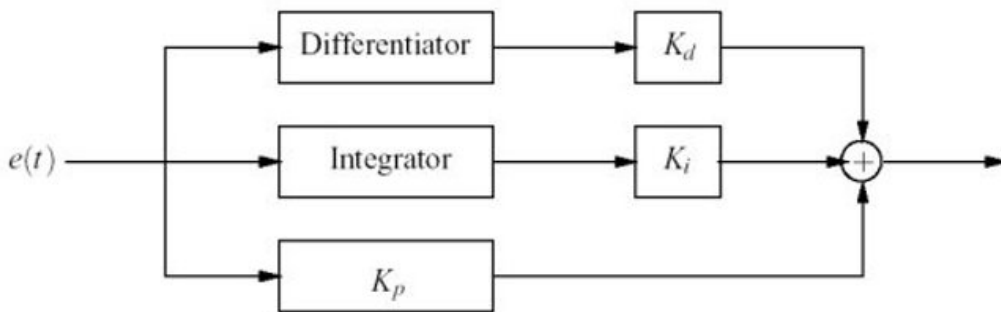 Differentiator
K_d
e(t)
Integrator
K_i
+
K_p